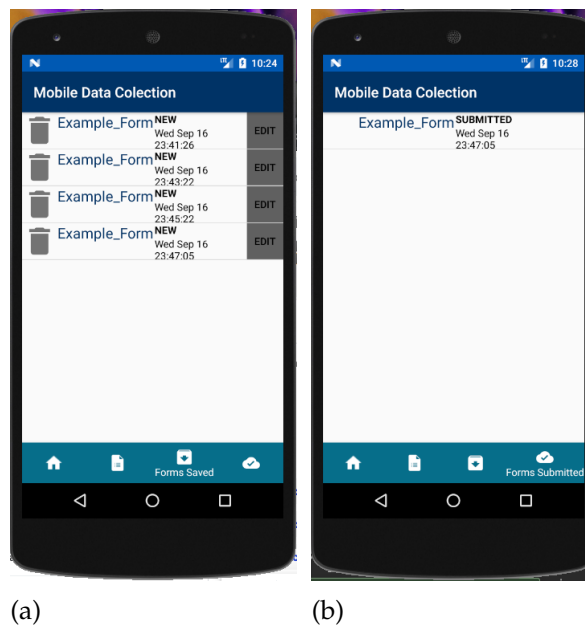 10:24
Mobile Data Colection
Example_Form NEW
Wed Sep 16
23:41:26
EDIT
Example_Form NEW
Wed Sep 16
23:43:22
EDIT
Example_Form NEW
Wed Sep 16
23:45:22
EDIT
Example_Form NEW
Wed Sep 16
23:47:05
EDIT
Forms Saved
(a)
10:28
Mobile Data Colection
Example_Form SUBMITTED
Wed Sep 16
23:47:05
Forms Submitted
(b)